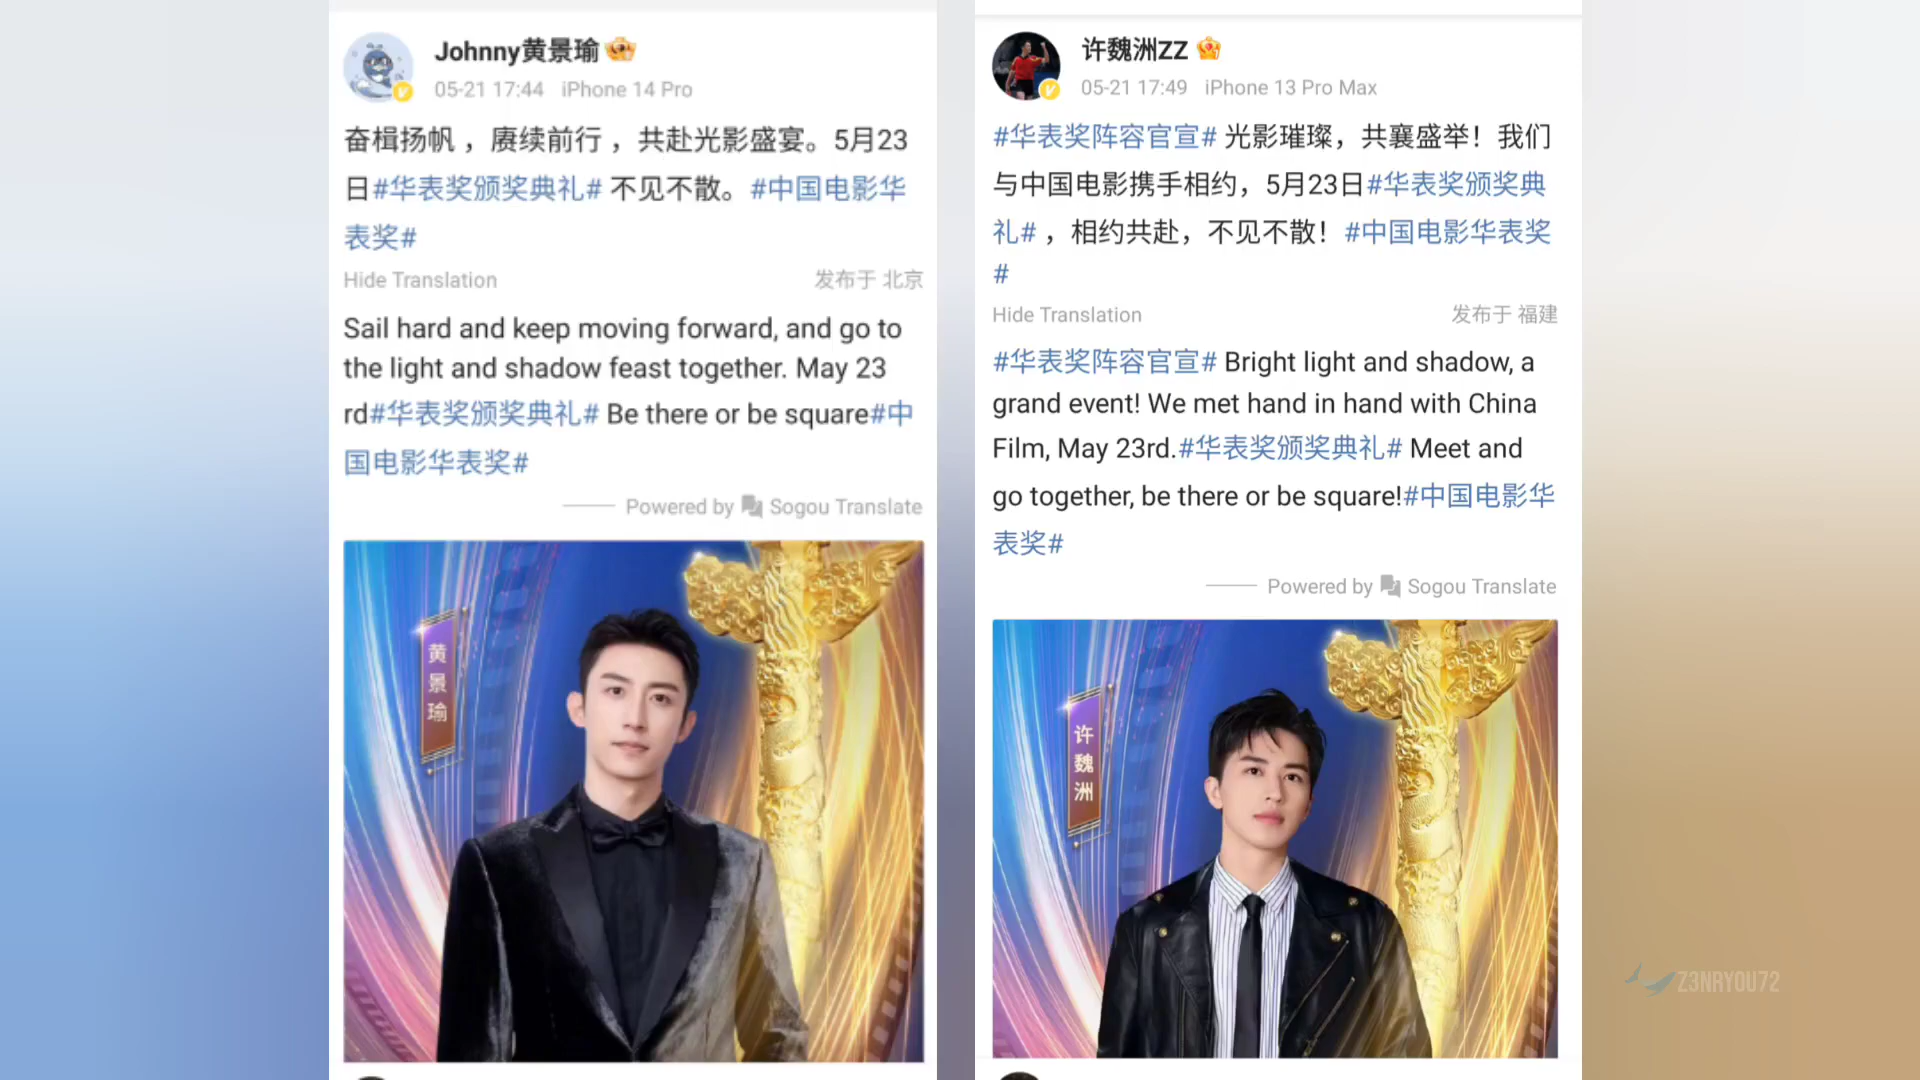 Johnny黄景瑜
05-21 17:44 iPhone 14 Pro
奋楫扬帆，赓续前行，共赴光影盛宴。5月23
日#华表奖颁奖典礼# 不见不散。#中国电影华
表奖#
Hide Translation 发布于 北京
Sail hard and keep moving forward, and go to
the light and shadow feast together. May 23
rd#华表奖颁奖典礼# Be there or be square#中
国电影华表奖#
Powered by Sogou Translate
黄景瑜
许魏洲ZZ
05-21 17:49 iPhone 13 Pro Max
#华表奖阵容官宣# 光影璀璨，共襄盛举！我们
与中国电影携手相约，5月23日#华表奖颁奖典
礼# ，相约共赴，不见不散！#中国电影华表奖
#
Hide Translation 发布于 福建
#华表奖阵容官宣# Bright light and shadow, a
grand event! We met hand in hand with China
Film, May 23rd.#华表奖颁奖典礼# Meet and
go together, be there or be square!#中国电影华
表奖#
Powered by Sogou Translate
许魏洲
Z3NRYOU72